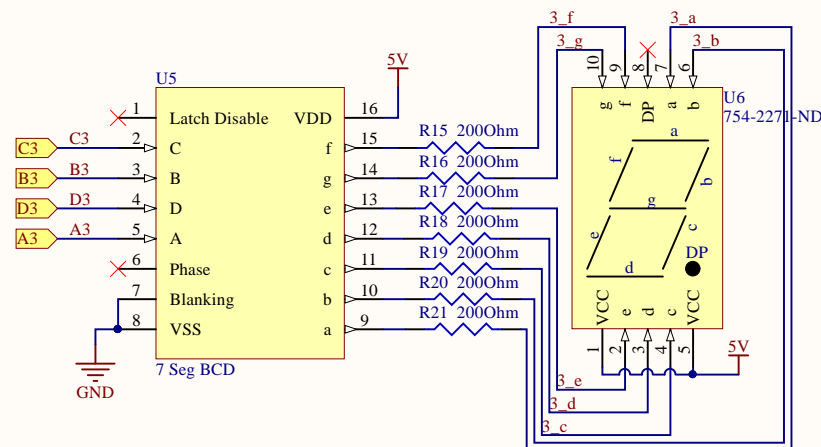 3_f
3_a
3_g
3_b
5V
U5
10
9
8
7
6
U6
754-2271-ND
g
f
DP
a
b
1
Latch Disable
VDD
16
C3
C3
2
C
f
15
R15 200Ohm
B3
B3
3
B
g
14
R16 200Ohm
D3
D3
4
D
e
13
R17 200Ohm
A3
A3
5
A
d
12
R18 200Ohm
6
Phase
c
11
R19 200Ohm
7
Blanking
b
10
R20 200Ohm
8
VSS
a
9
R21 200Ohm
a
f
b
g
e
c
d
DP
VCC
e
d
c
VCC
1
2
3
4
5
5V
7 Seg BCD
GND
3_e
3_d
3_c